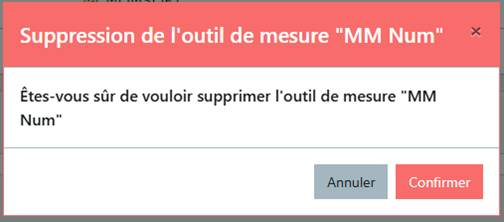 Suppression de l'outil de mesure "MM Num"
×
Êtes-vous sûr de vouloir supprimer l'outil de mesure "MM
Num"
Annuler
Confirmer